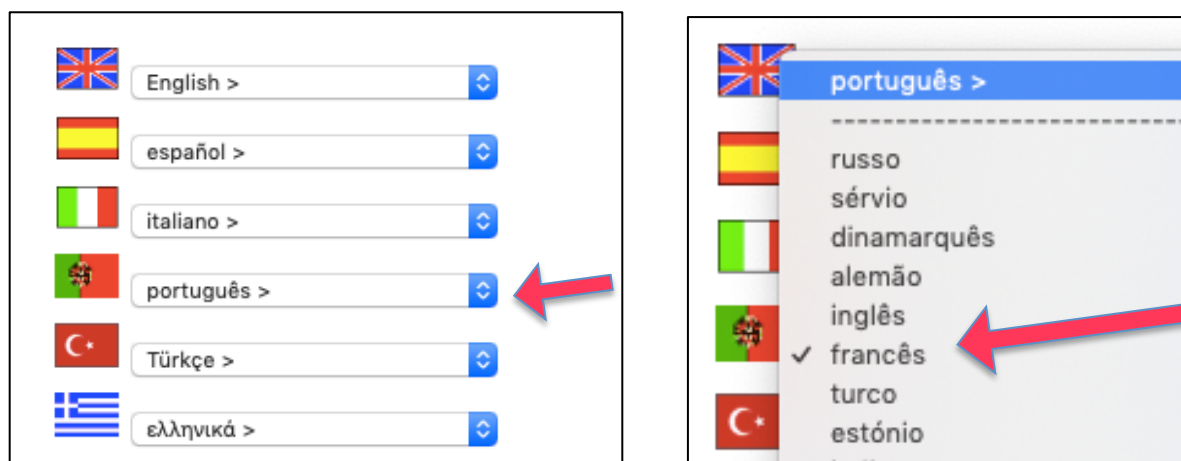 English >
español >
italiano >
português >
Türkçe >
ελληνικά >
português >
------------------------------
russo
sérvio
dinamarquês
alemão
inglês
✓ francês
turco
estónio